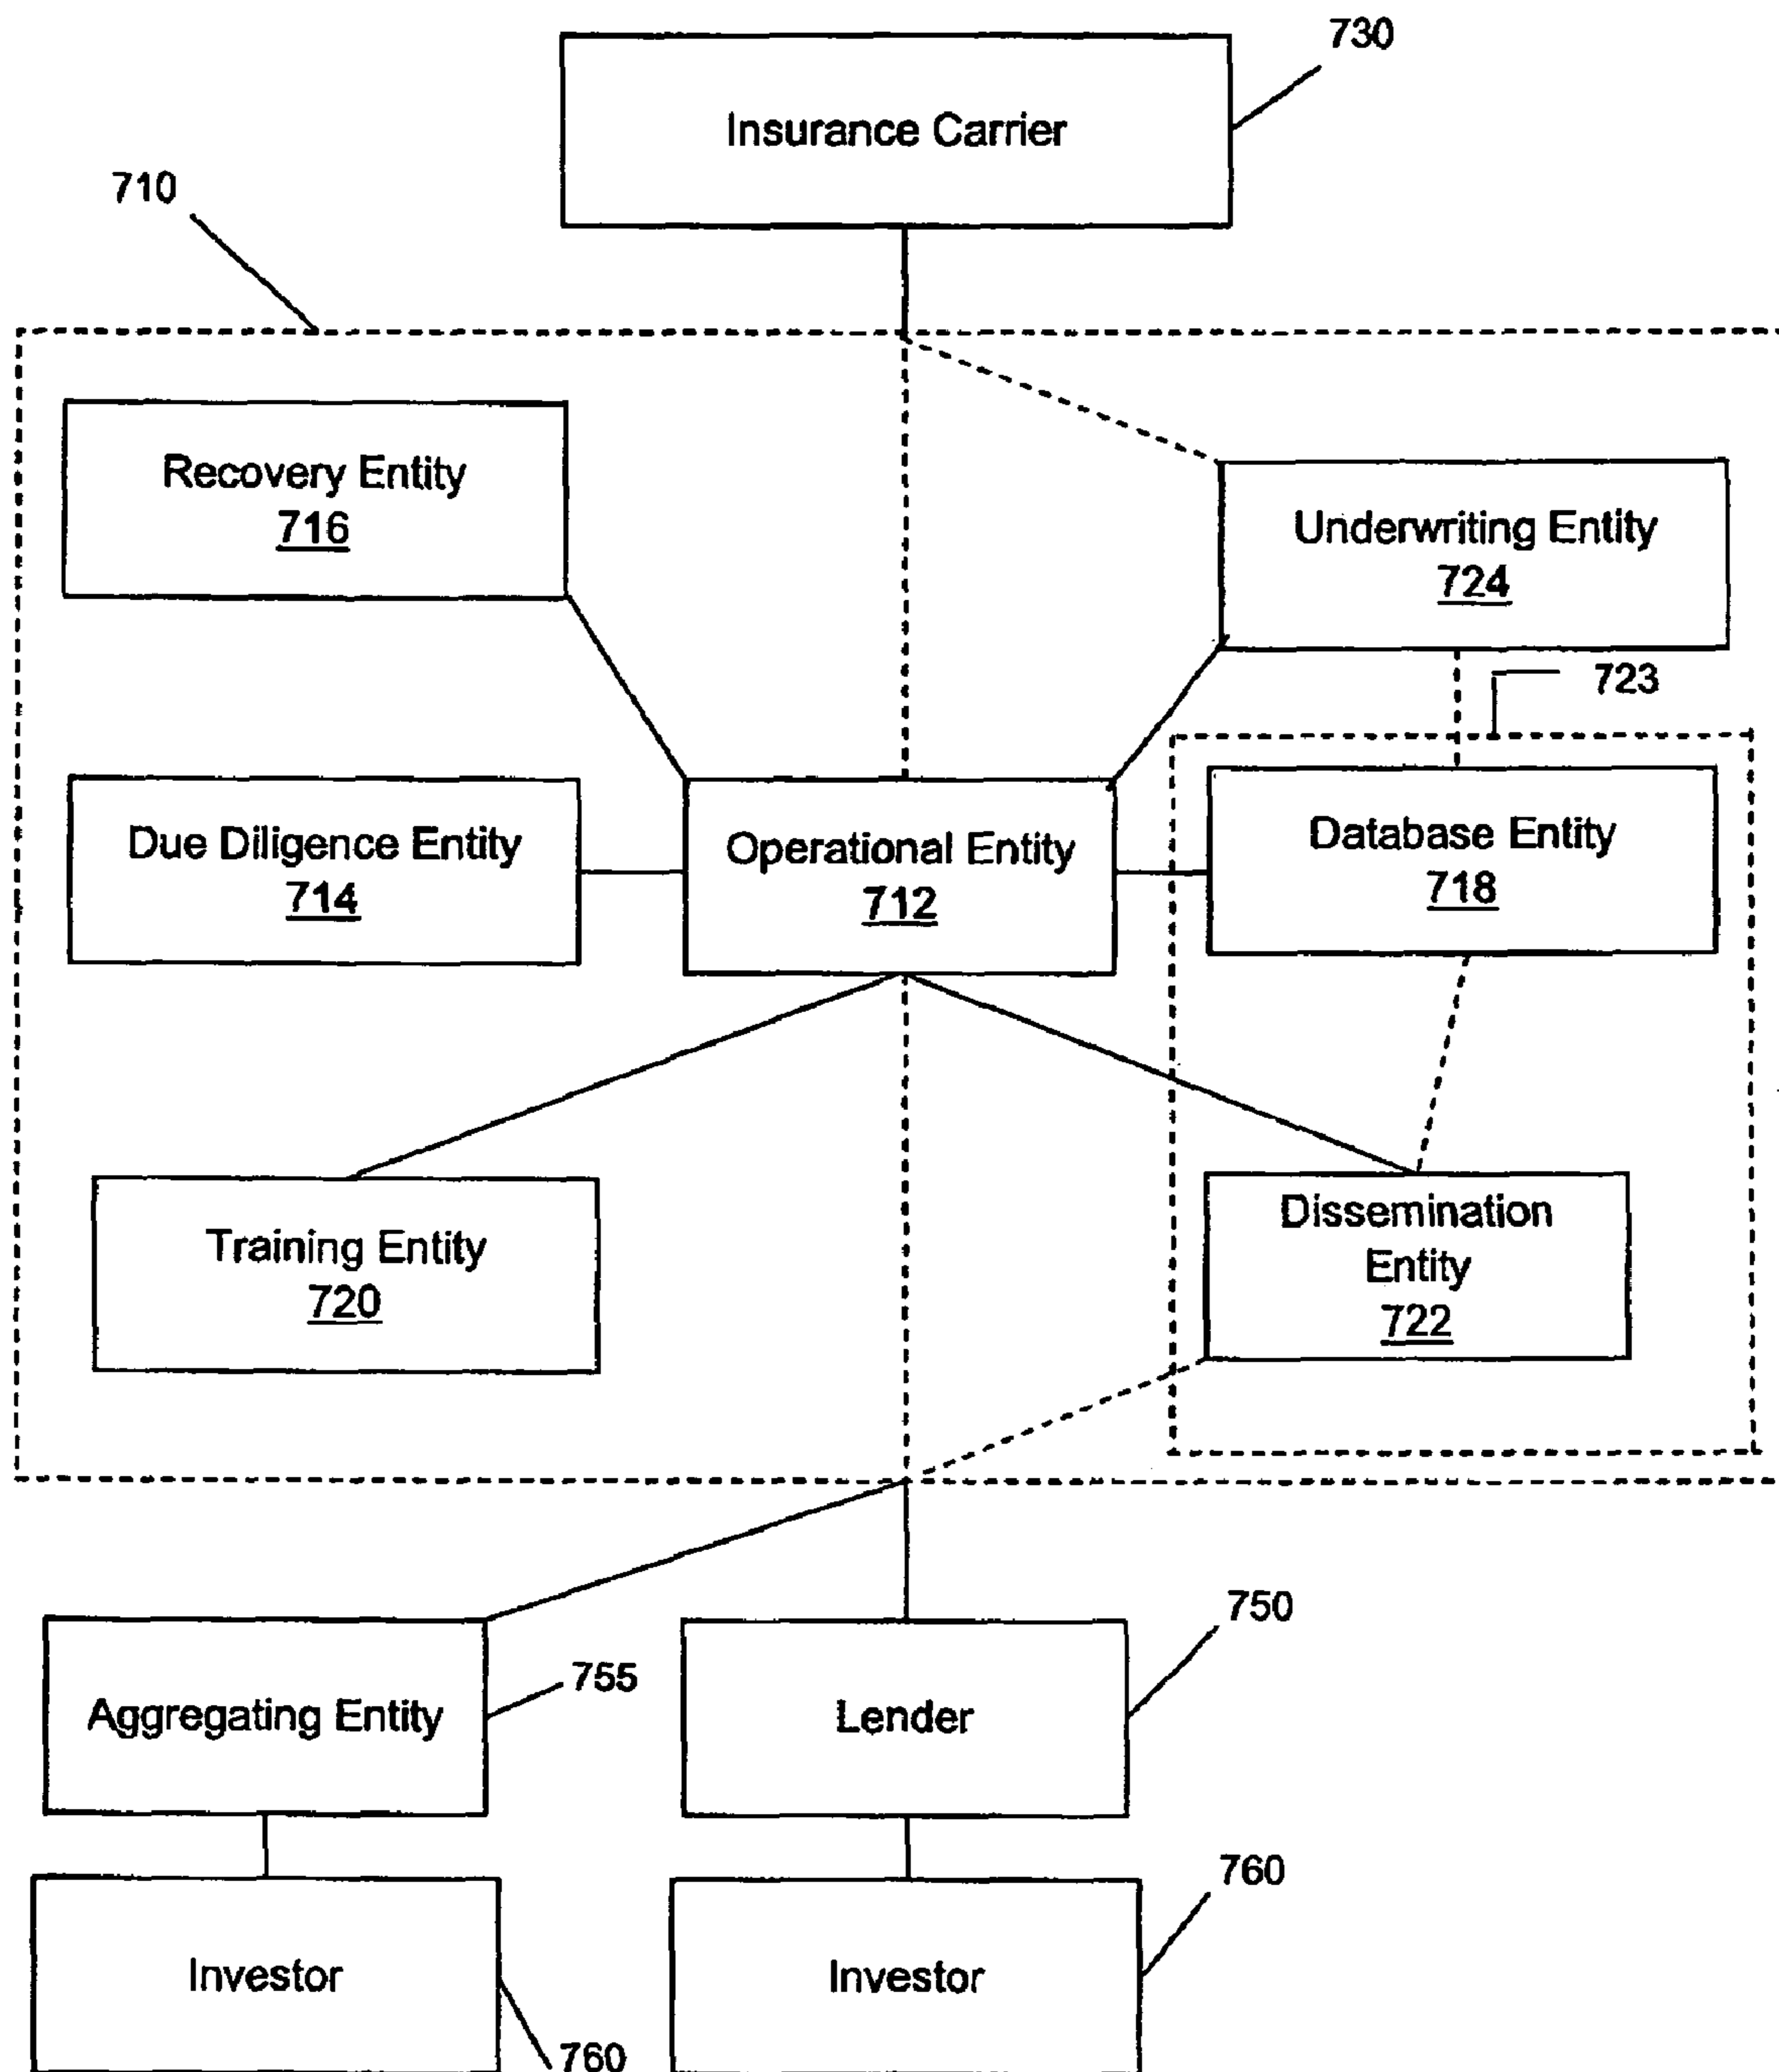 730
Insurance Carrier
710
Recovery Entity
716
Underwriting Entity
724
723
Due Diligence Entity
714
Operational Entity
712
Database Entity
718
Training Entity
720
Dissemination
Entity
722
Aggregating Entity
755
Lender
750
Investor
760
Investor
760